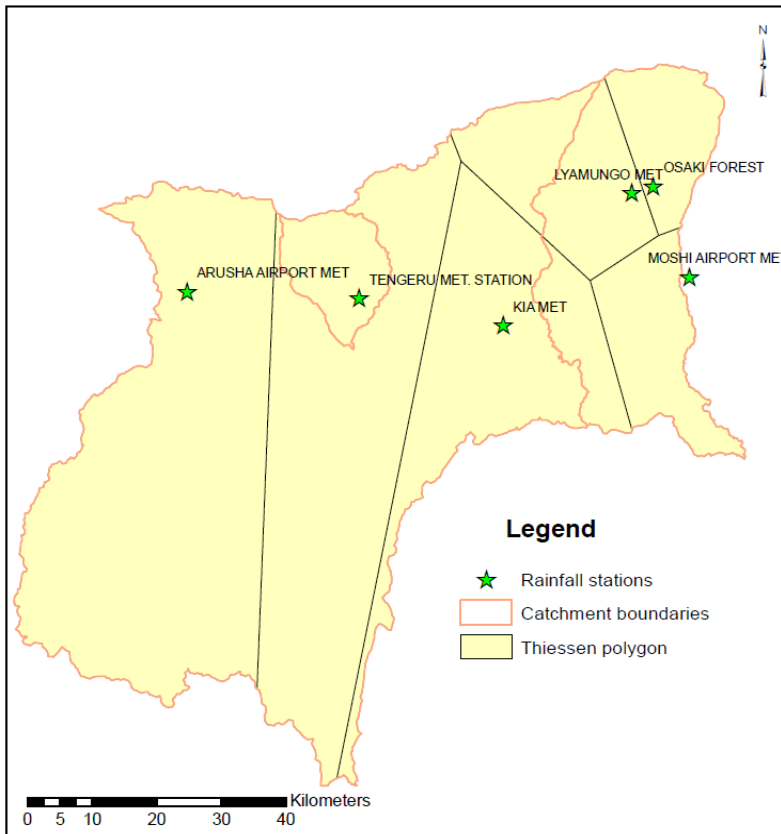 N
OSAKI FOREST
LYAMUNGO MET
MOSHI AIRPORT MET
ARUSHA AIRPORT MET
TENGERU MET. STATION
KIA MET
Legend
Rainfall stations
Catchment boundaries
Thiessen polygon
Kilometers
0 5 10 20 30 40